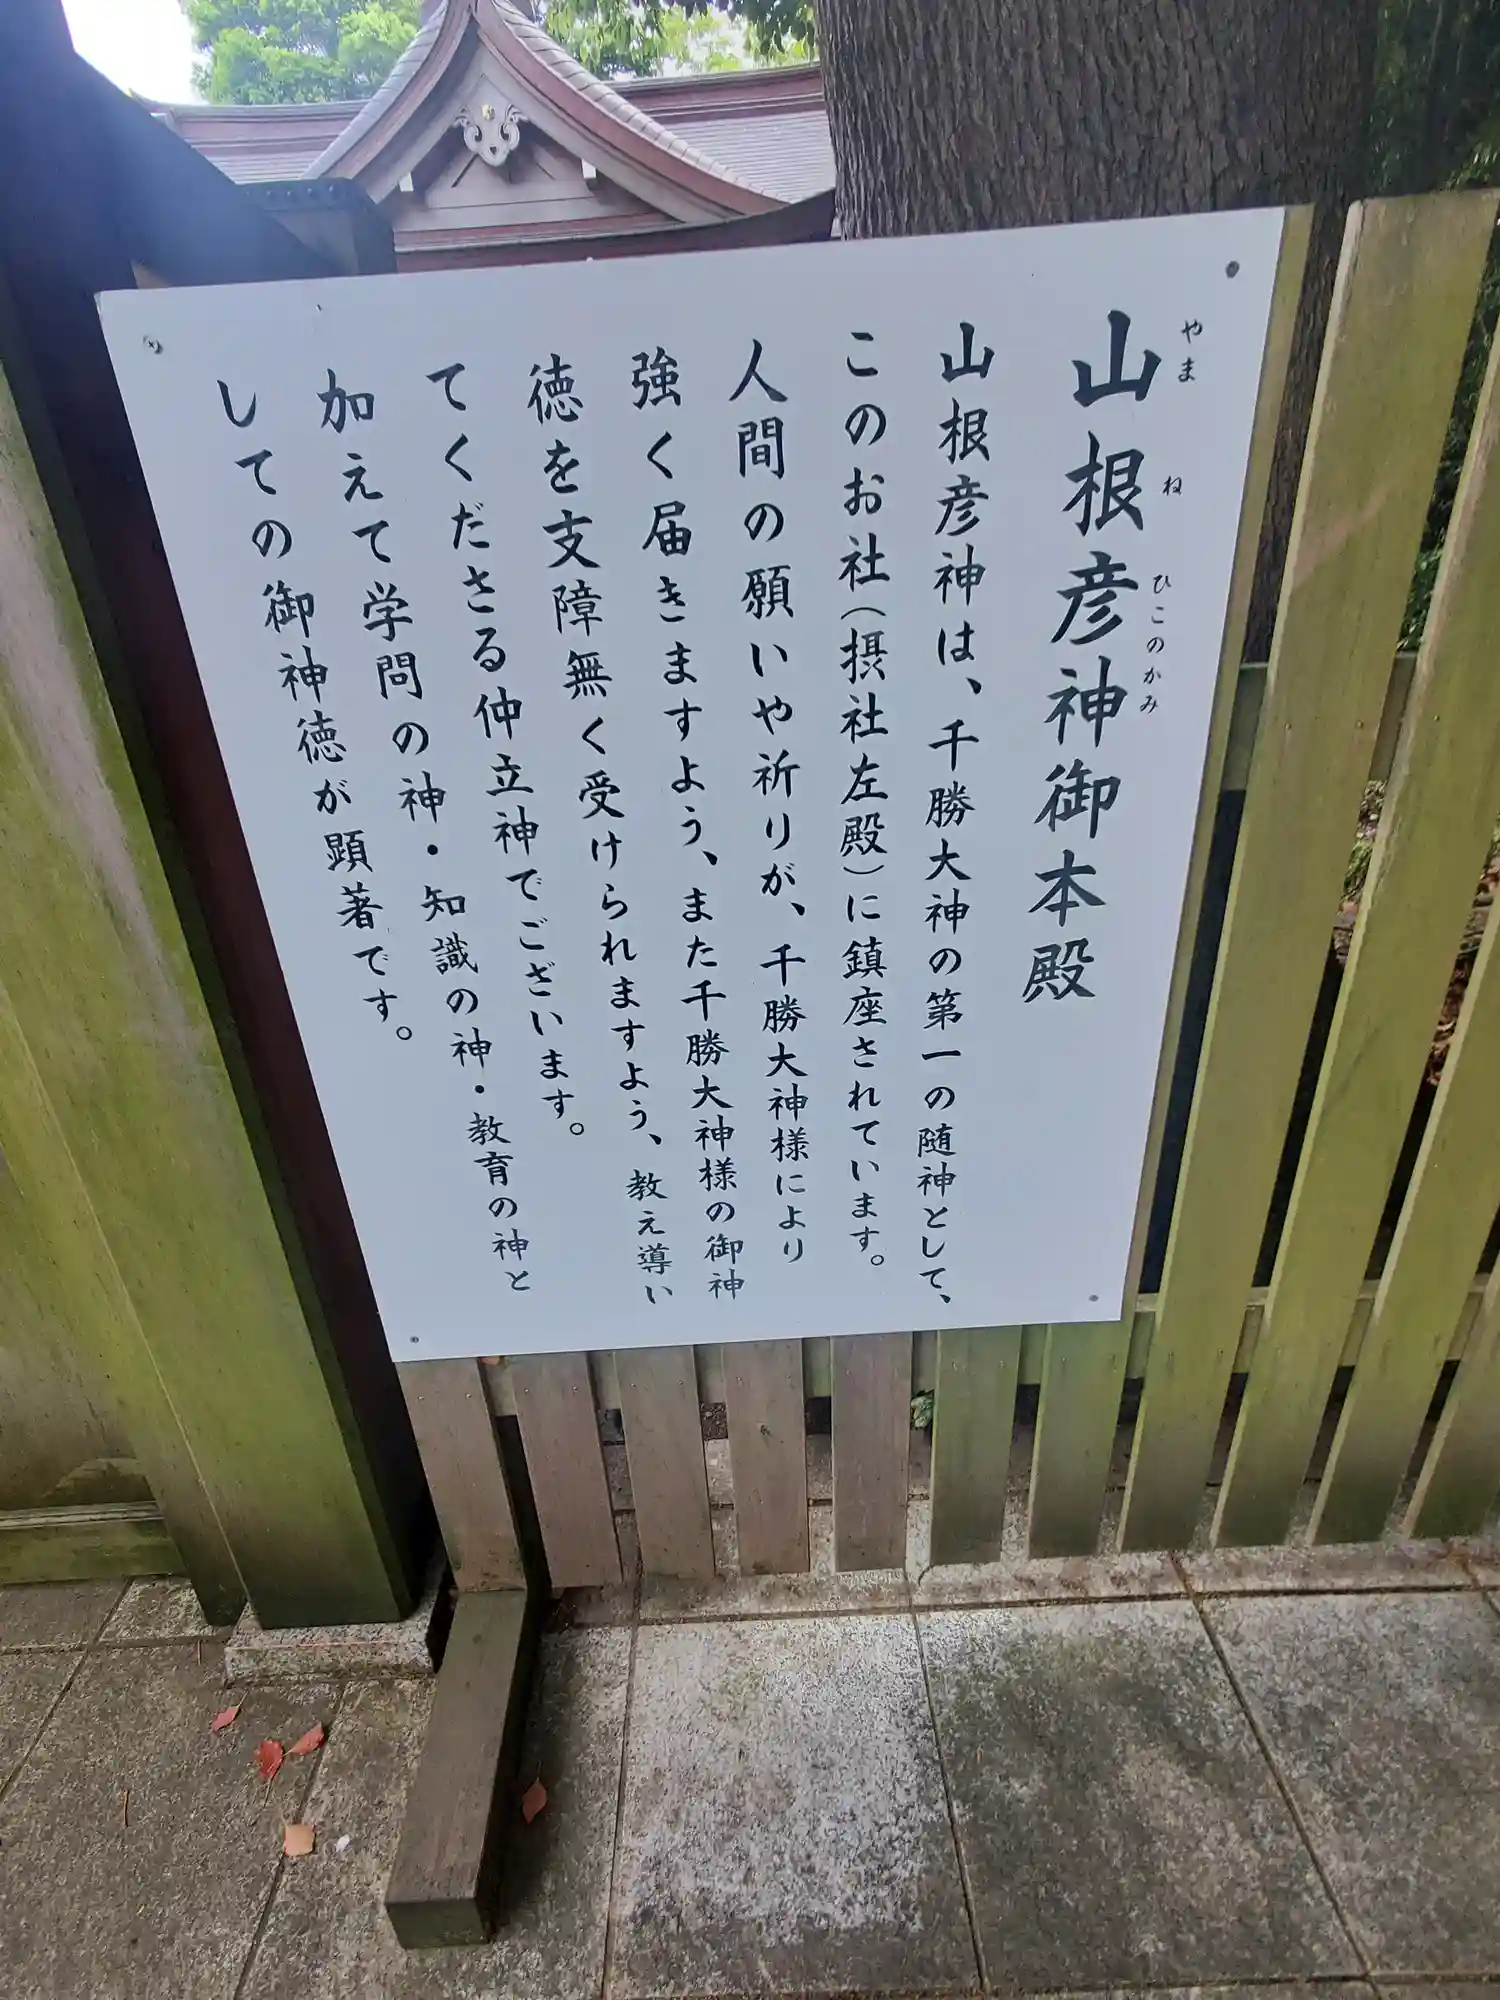 山根彦神御本殿
やま ね ひこのかみ
山根彦神は、千勝大神の第一の随神として、
このお社（摂社左殿）に鎮座されています。
人間の願いや祈りが、千勝大神様により
強く届きますよう、また千勝大神様の御神
徳を支障無く受けられますよう、教え導い
てくださる仲立神でございます。
加えて学問の神・知識の神・教育の神と
しての御神徳が顕著です。